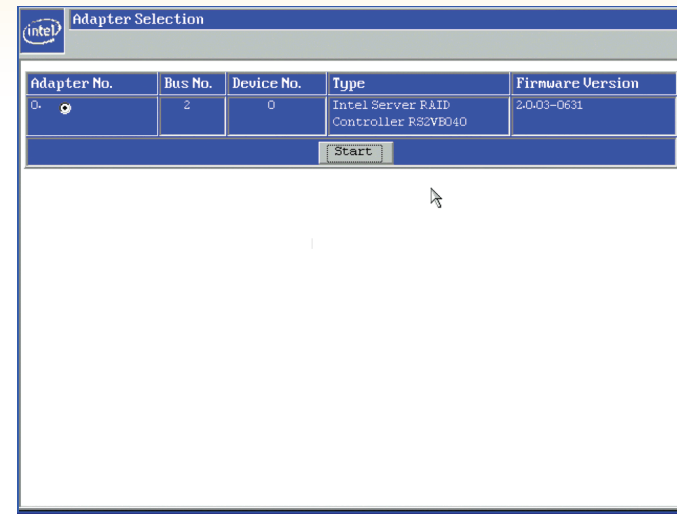 intel
Adapter Selection
Adapter No. Bus No. Device No. Type Firmware Version
0. 2 0 Intel Server RAID 2.0.03-0631
Controller RS2VB040
Start